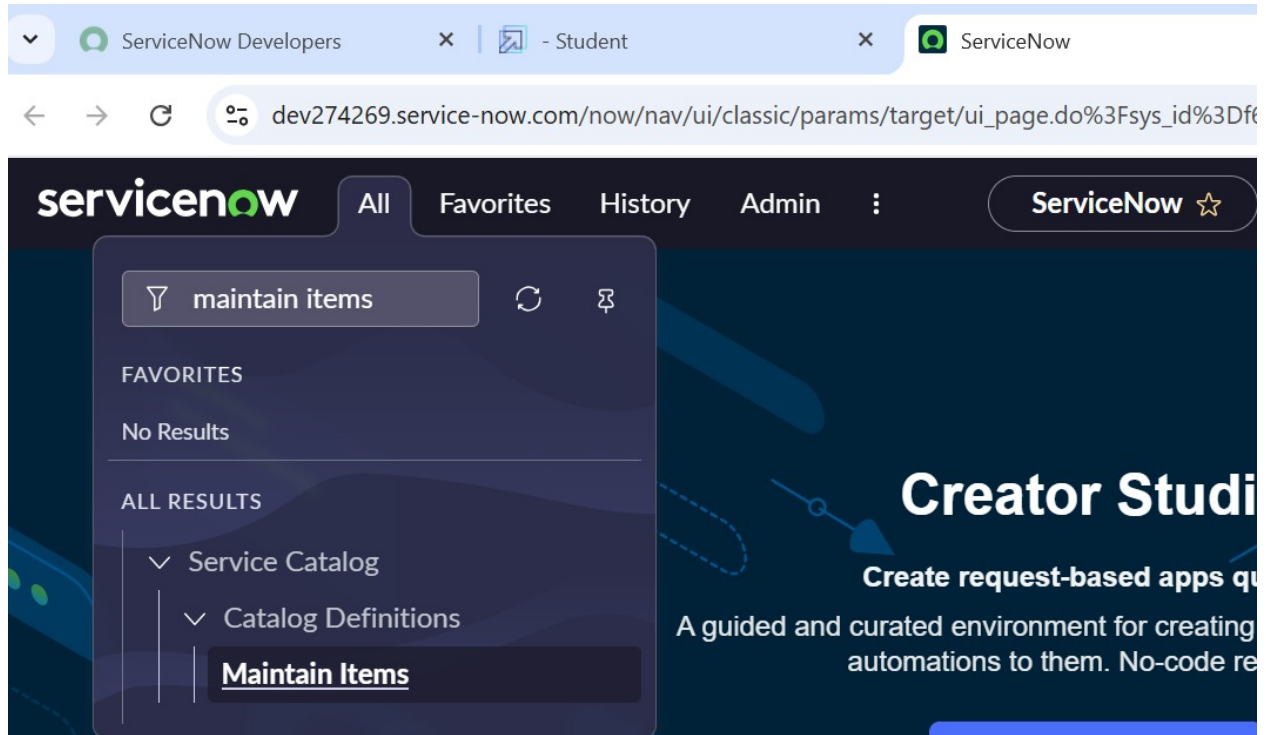 ServiceNow Developers
- Student
ServiceNow
dev274269.service-now.com/now/nav/ui/classic/params/target/ui_page.do%3Fsys_id%3Df6
servicenow
All
Favorites
History
Admin
ServiceNow
maintain items
FAVORITES
No Results
ALL RESULTS
Service Catalog
Catalog Definitions
Maintain Items
Creator Studi
Create request-based apps qu
A guided and curated environment for creating
automations to them. No-code re